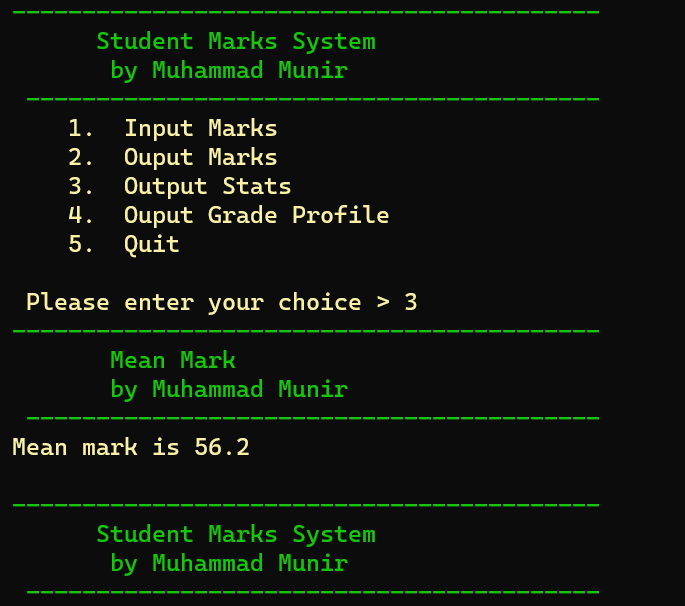 ------------------------------------------
Student Marks System
by Muhammad Munir
-----------------------------------------
1. Input Marks
2. Ouput Marks
3. Output Stats
4. Ouput Grade Profile
5. Quit
Please enter your choice > 3
------------------------------------------
Mean Mark
by Muhammad Munir
-----------------------------------------
Mean mark is 56.2
------------------------------------------
Student Marks System
by Muhammad Munir
-----------------------------------------